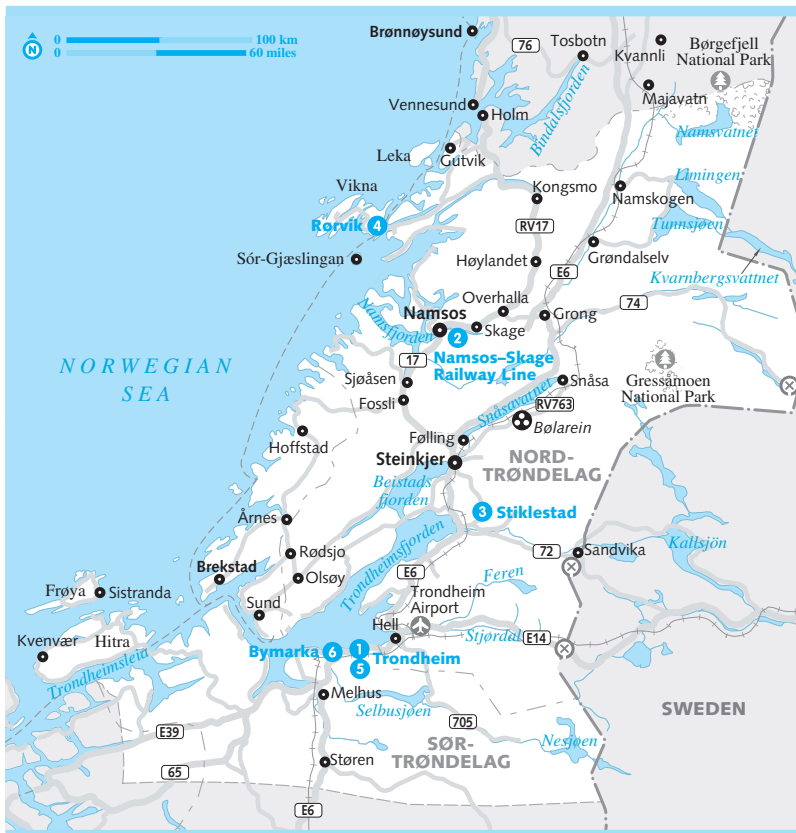 N
0 100 km
0 60 miles
Brønnøysund
76
Tosbotn
Kvannli
Børgefjell
National Park
Majavatn
Vennesund
Holm
Bindalsfjorden
Namsvatnet
Leka
Gutvik
Limingen
Vikna
Kongsmo
Namskogen
Tunnsjøen
Rørvik 4
RV17
Sór-Gjæslingan
Høylandet
Grøndalselv
E6
Kvarnbergsvattnet
Namsfjorden
Namsos
Overhalla
Grong
74
Skage
2
Namsos–Skage
Railway Line
NORWEGIAN
SEA
17
Sjøåsen
Fossli
Snåsavatnet
Snåsa
Gressåmoen
National Park
RV763
Bølarein
Hoffstad
Følling
Steinkjer
NORD-
TRØNDELAG
Beistads
fjorden
3 Stiklestad
Årnes
Trondheimsfjorden
Rødsjo
72
Sandvika
Kallsjön
Brekstad
Olsøy
E6
Feren
Frøya
Sistranda
Sund
Trondheim
Airport
Hell
Stjørdal
E14
Kvenvær
Hitra
Trondheimsleia
Bymarka 6
1
Trondheim
5
Melhus
Selbusjøen
SWEDEN
E39
705
Nesjøen
SØR-
TRØNDELAG
65
Støren
E6